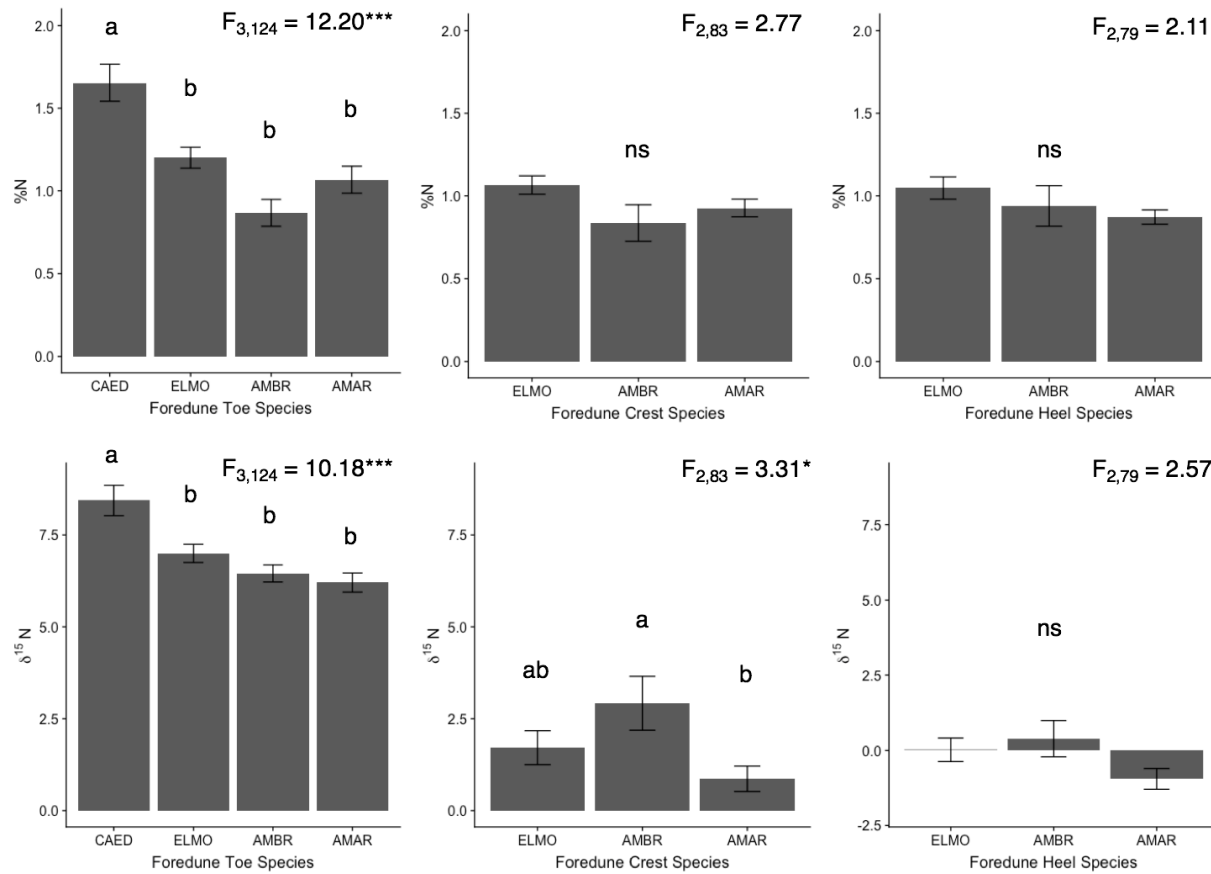 F3,124 = 12.20***
a
b
b
b
2.0
1.5
1.0
0.5
0.0
%N
CAED ELMO AMBR AMAR
Foredune Toe Species
F2,83 = 2.77
ns
2.0
1.5
1.0
0.5
0.0
%N
ELMO AMBR AMAR
Foredune Crest Species
F2,79 = 2.11
ns
2.0
1.5
1.0
0.5
0.0
%N
ELMO AMBR AMAR
Foredune Heel Species
F3,124 = 10.18***
a
b
b
b
7.5
5.0
2.5
0.0
δ15 N
CAED ELMO AMBR AMAR
Foredune Toe Species
F2,83 = 3.31*
ab
a
b
7.5
5.0
2.5
0.0
δ15 N
ELMO AMBR AMAR
Foredune Crest Species
F2,79 = 2.57
ns
7.5
5.0
2.5
0.0
-2.5
δ15 N
ELMO AMBR AMAR
Foredune Heel Species